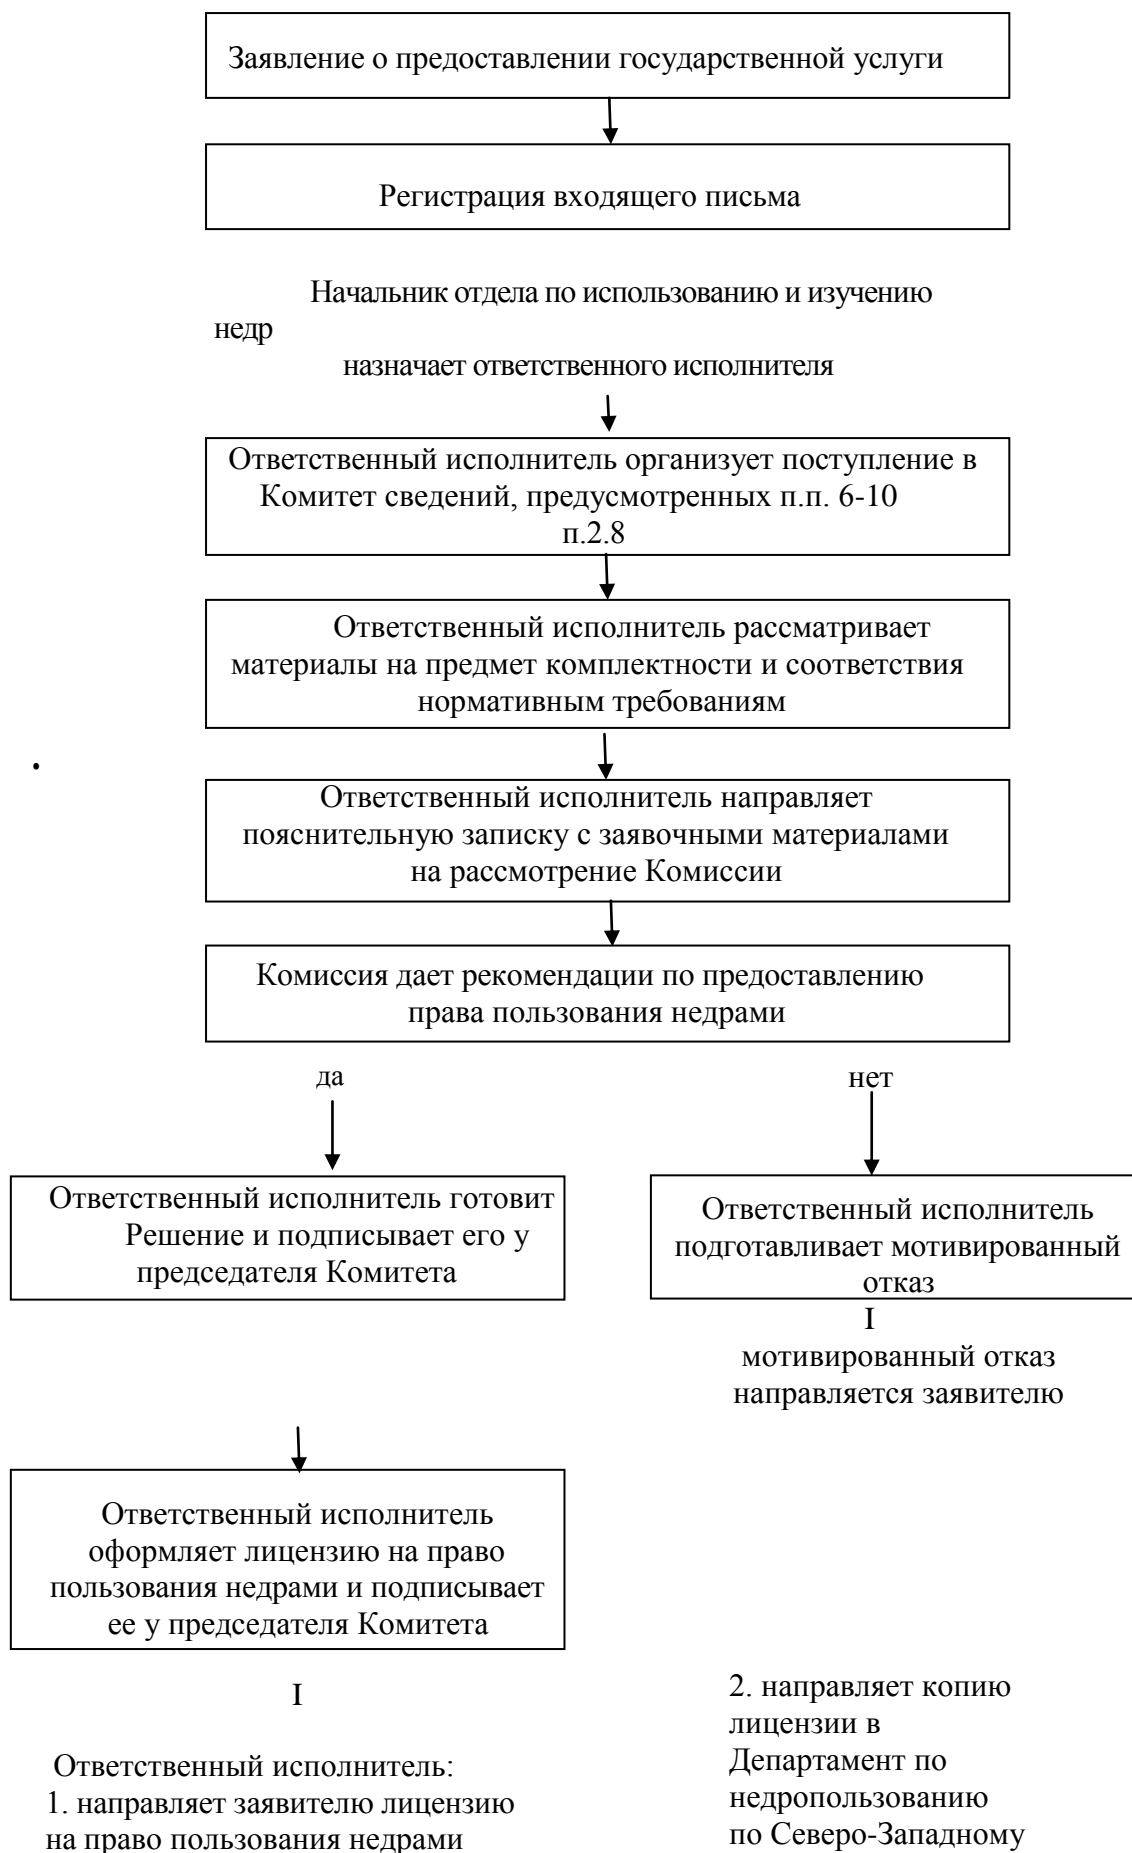 Заявление о предоставлении государственной услуги
Регистрация входящего письма
Начальник отдела по использованию и изучению
недр
назначает ответственного исполнителя
Ответственный исполнитель организует поступление в
Комитет сведений, предусмотренных п.п. 6-10
п.2.8
Ответственный исполнитель рассматривает
материалы на предмет комплектности и соответствия
нормативным требованиям
.
Ответственный исполнитель направляет
пояснительную записку с заявочными материалами
на рассмотрение Комиссии
Комиссия дает рекомендации по предоставлению
права пользования недрами
да
нет
Ответственный исполнитель готовит
Решение и подписывает его у
председателя Комитета
Ответственный исполнитель
подготавливает мотивированный
отказ
I
мотивированный отказ
направляется заявителю
Ответственный исполнитель
оформляет лицензию на право
пользования недрами и подписывает
ее у председателя Комитета
I
Ответственный исполнитель:
1. направляет заявителю лицензию
на право пользования недрами
2. направляет копию
лицензии в
Департамент по
недропользованию
по Северо-Западному